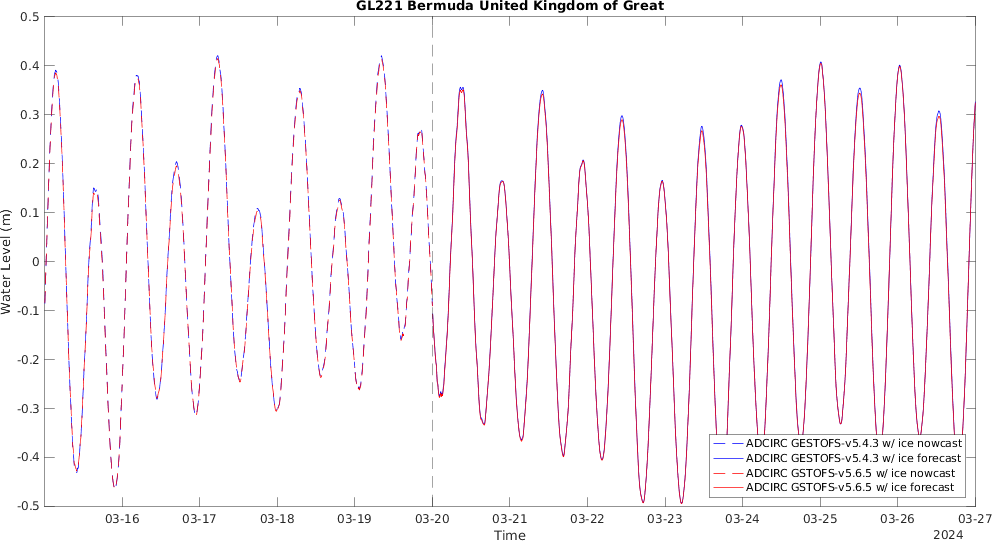 GL221 Bermuda United Kingdom of Great
0.5
0.4
0.3
0.2
0.1
0
-0.1
-0.2
-0.3
-0.4
-0.5
Water Level (m)
ADCIRC GESTOFS-v5.4.3 w/ ice nowcast
ADCIRC GESTOFS-v5.4.3 w/ ice forecast
ADCIRC GSTOFS-v5.6.5 w/ ice nowcast
ADCIRC GSTOFS-v5.6.5 w/ ice forecast
03-16 03-17 03-18 03-19 03-20 03-21 03-22 03-23 03-24 03-25 03-26 03-27
Time
2024